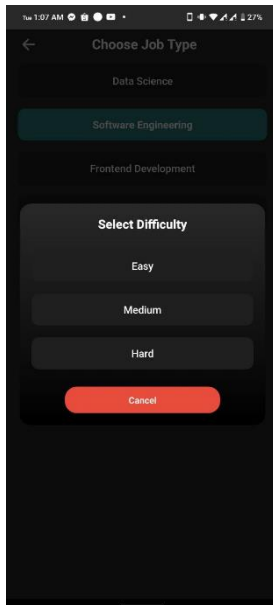 Tue 1:07 AM
27%
Choose Job Type
Data Science
Software Engineering
Frontend Development
Select Difficulty
Easy
Medium
Hard
Cancel